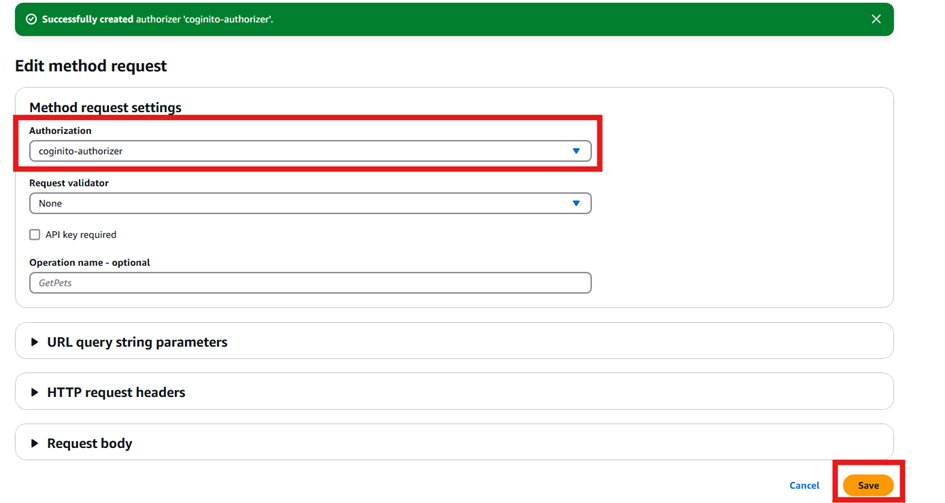 Successfully created authorizer 'coginito-authorizer'.
Edit method request
Method request settings
Authorization
coginito-authorizer
Request validator
None
API key required
Operation name - optional
GetPets
URL query string parameters
HTTP request headers
Request body
Cancel Save